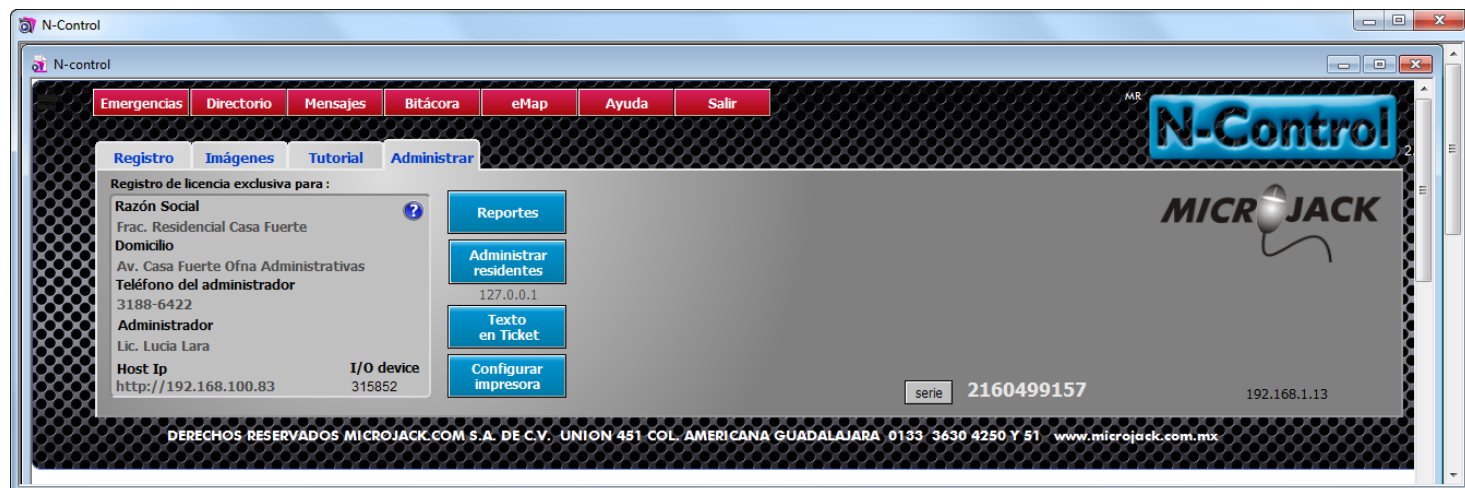 N-Control
N-control
Emergencias Directorio Mensajes Bitácora eMap Ayuda Salir
MR
N-Control
Registro Imágenes Tutorial Administrar
2.
Registro de licencia exclusiva para :
Razón Social
Frac. Residencial Casa Fuerte
Domicilio
Av. Casa Fuerte Ofna Administrativas
Teléfono del administrador
3188-6422
Administrador
Lic. Lucia Lara
Host Ip I/O device
http://192.168.100.83 315852
Reportes
Administrar
residentes
127.0.0.1
Texto
en Ticket
Configurar
impresora
MICROJACK
serie 2160499157
192.168.1.13
DERECHOS RESERVADOS MICROJACK.COM S.A. DE C.V. UNION 451 COL. AMERICANA GUADALAJARA 0133 3630 4250 Y 51 www.microjack.com.mx